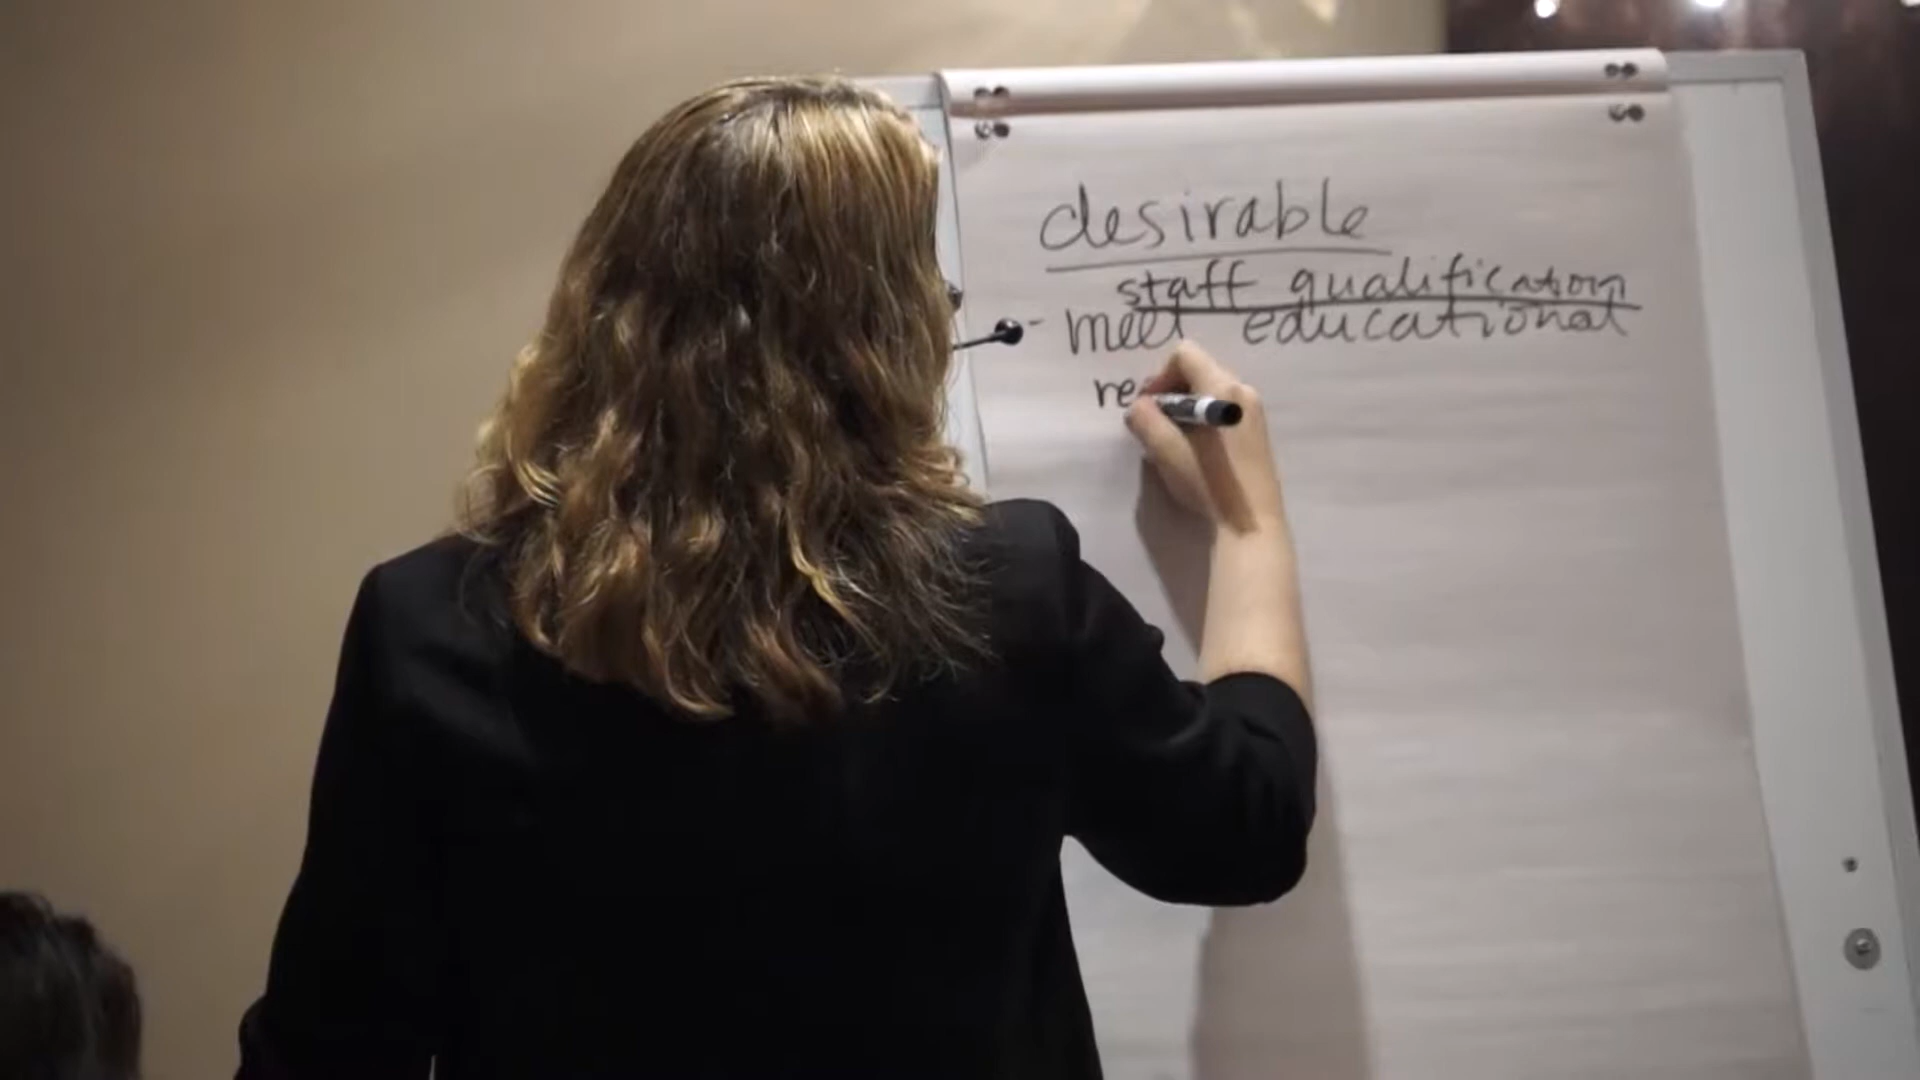 desirable
staff qualification
- meet educational
re